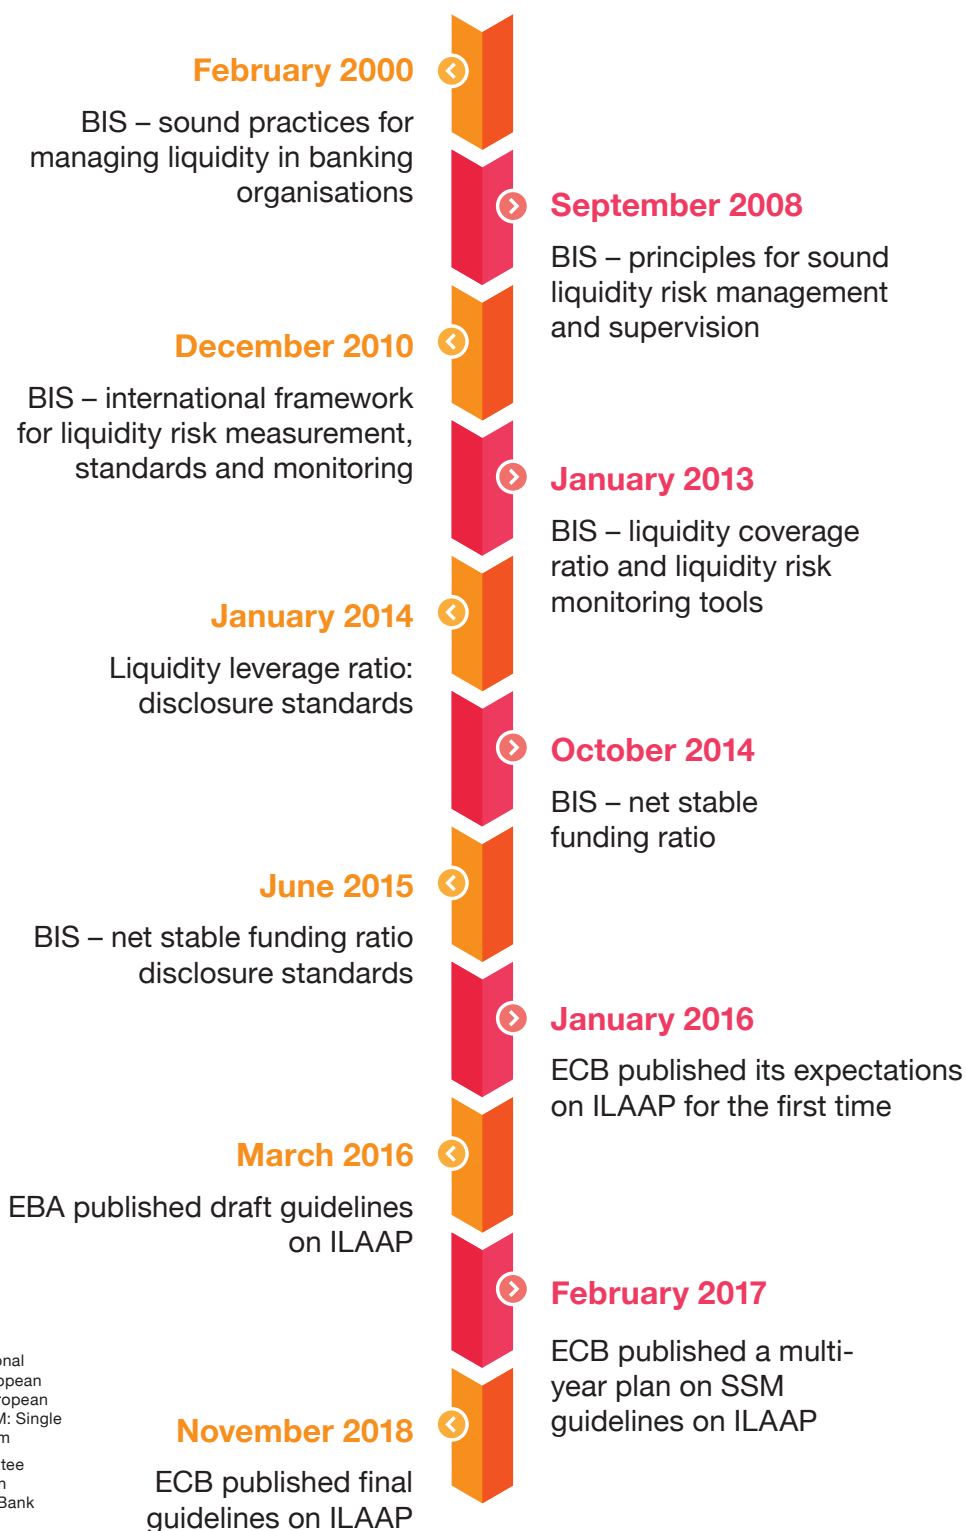 February 2000
BIS – sound practices for
managing liquidity in banking
organisations
September 2008
BIS – principles for sound
liquidity risk management
and supervision
December 2010
BIS – international framework
for liquidity risk measurement,
standards and monitoring
January 2013
BIS – liquidity coverage
ratio and liquidity risk
monitoring tools
January 2014
Liquidity leverage ratio:
disclosure standards
October 2014
BIS – net stable
funding ratio
June 2015
BIS – net stable funding ratio
disclosure standards
January 2016
ECB published its expectations
on ILAAP for the first time
March 2016
EBA published draft guidelines
on ILAAP
February 2017
ECB published a multi-
year plan on SSM
guidelines on ILAAP
November 2018
ECB published final
guidelines on ILAAP
Single
Bank